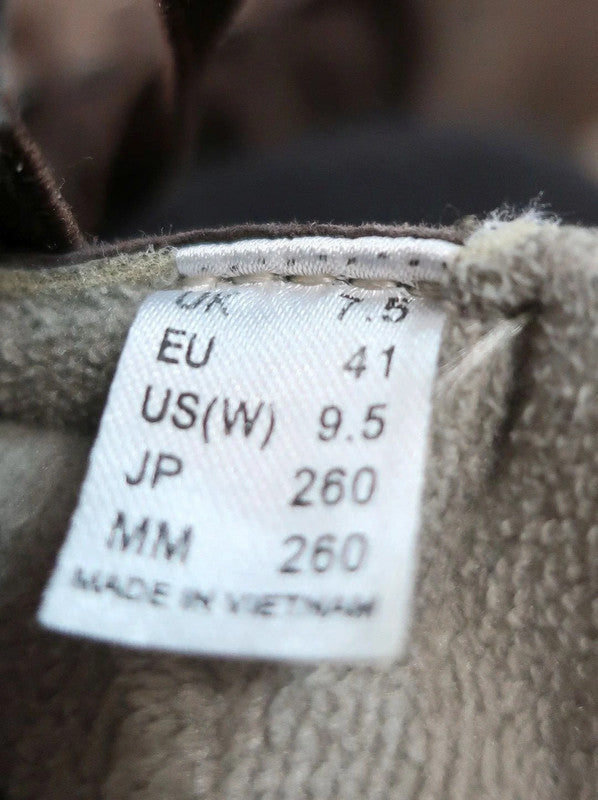 UK 7.5
EU 41
US(W) 9.5
JP 260
MM 260
MADE IN VIETNAM